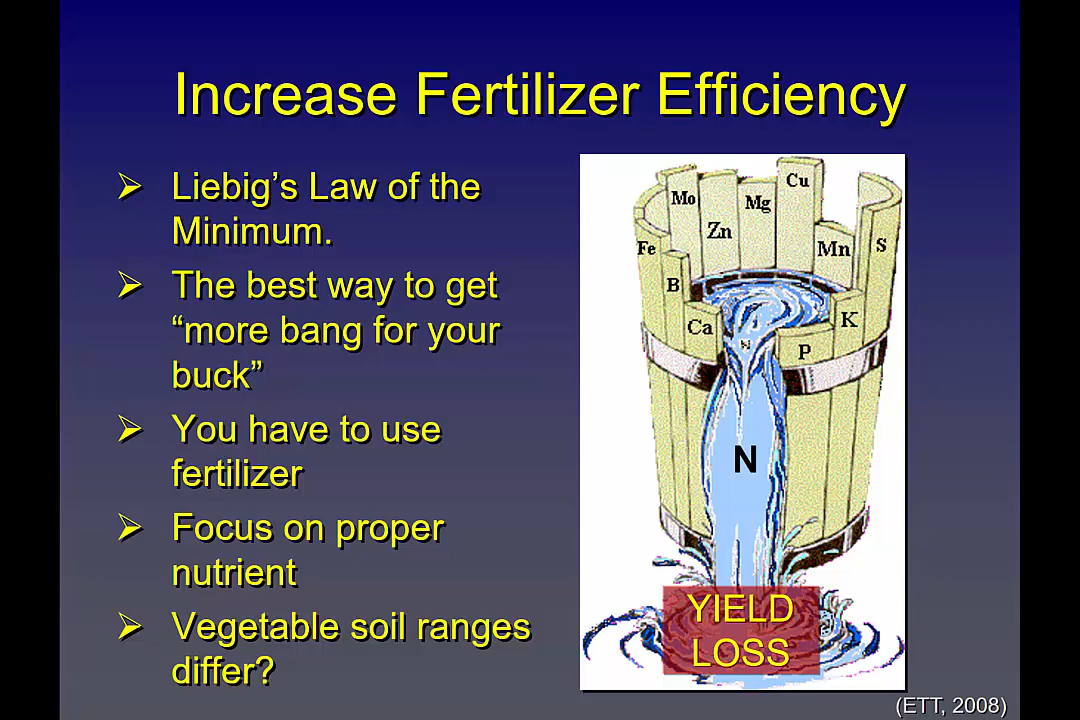 Increase Fertilizer Efficiency
Liebig’s Law of the
Minimum.
The best way to get
“more bang for your
buck”
You have to use
fertilizer
Focus on proper
nutrient
Vegetable soil ranges
differ?
Mo
Zn
Mg
Cu
Fe
Mn
S
B
Ca
K
N
P
N
YIELD
LOSS
(ETT, 2008)